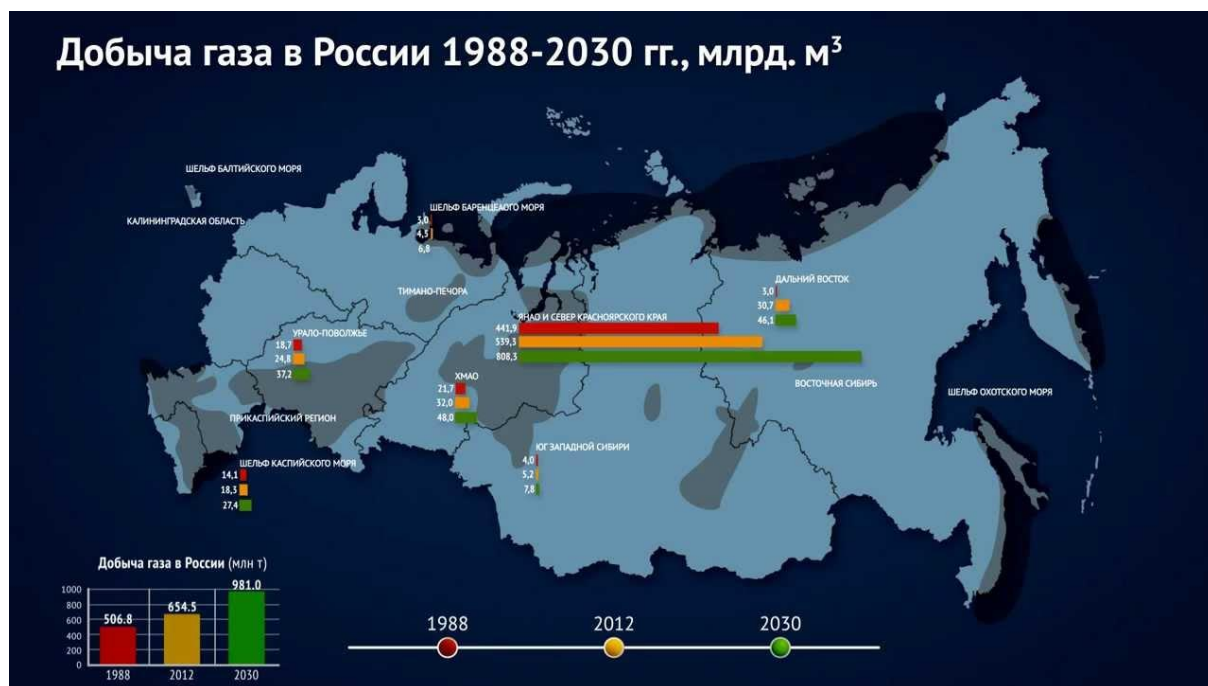 Добыча газа в России 1988-2030 гг., млрд. м³
ШЕЛЬФ БАЛТИЙСКОГО МОРЯ
КАЛИНИНГРАДСКАЯ ОБЛАСТЬ
ШЕЛЬФ БАРЕНЦЕАОГО МОРЯ
3,0
4,5
6,8
ТИМАНО-ПЕЧОРА
ДАЛЬНИЙ ВОСТОК
3,0
30,7
46,1
ЯНАО И СЕВЕР КРАСНОЯРСКОГО КРАЯ
441,9
539,3
808,3
УРАЛО-ПОВОЛЖЬЕ
18,7
24,8
37,2
ХМАО
21,7
32,0
48,0
ВОСТОЧНАЯ СИБИРЬ
ШЕЛЬФ ОХОТСКОГО МОРЯ
ПРИКАСПИЙСКИЙ РЕГИОН
ЮГ ЗАПАДНОЙ СИБИРИ
4,0
5,2
7,8
ШЕЛЬФ КАСПИЙСКОГО МОРЯ
14,1
18,3
27,4
Добыча газа в России (млн т)
1000
800
600
400
200
0
506.8
654.5
981.0
1988
2012
2030
1988
2012
2030